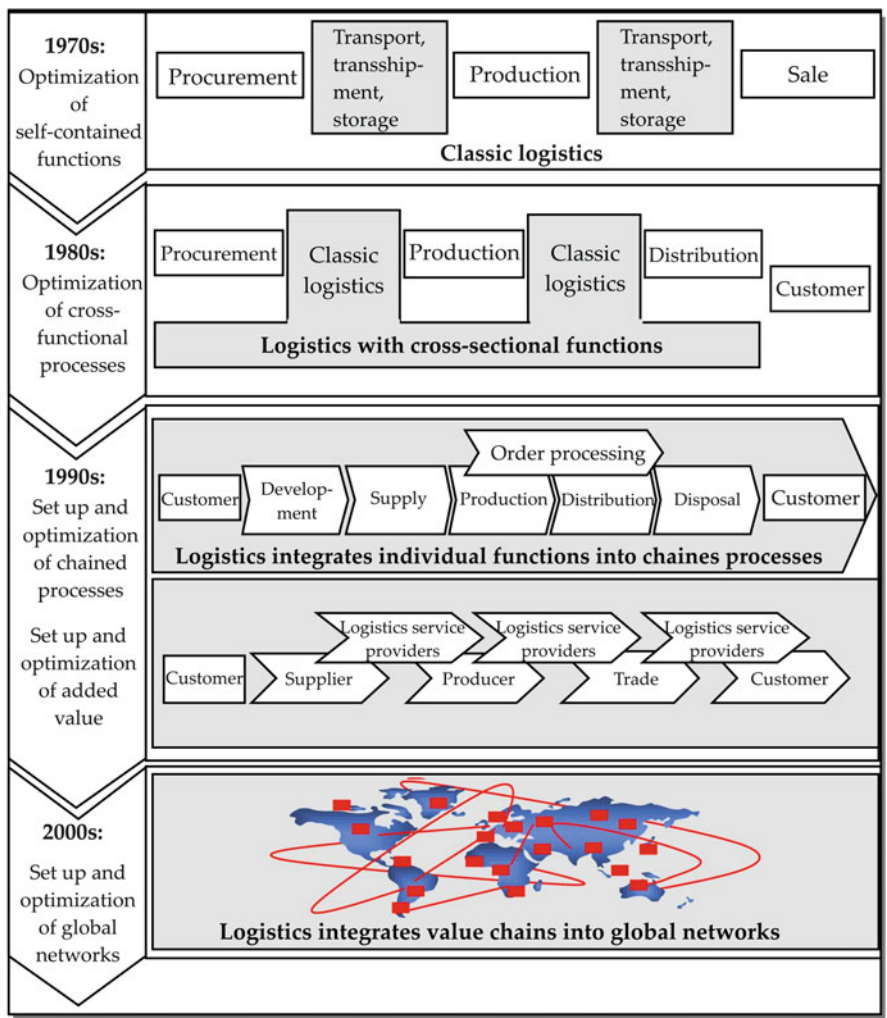 1970s:
Optimization
of
self-contained
functions
Procurement
Transport,
transship-
ment,
storage
Production
Transport,
transship-
ment,
storage
Sale
Classic logistics
1980s:
Optimization
of cross-
functional
processes
Procurement
Classic
logistics
Production
Classic
logistics
Distribution
Customer
Logistics with cross-sectional functions
1990s:
Set up and
optimization
of chained
processes
Set up and
optimization
of added
value
Order processing
Customer
Develop-
ment
Supply
Production
Distribution
Disposal
Customer
Logistics integrates individual functions into chaines processes
Logistics service
providers
Logistics service
providers
Logistics service
providers
Customer
Supplier
Producer
Trade
Customer
2000s:
Set up and
optimization
of global
networks
Logistics integrates value chains into global networks